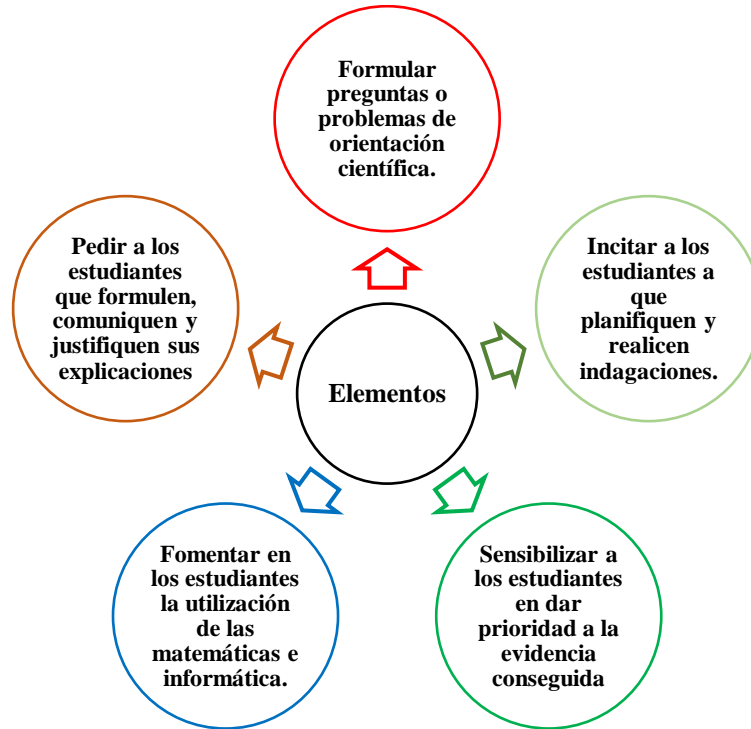 Formular
preguntas o
problemas de
orientación
científica.
Pedir a los
estudiantes
que formulen,
comuniquen y
justifiquen sus
explicaciones
Incitar a los
estudiantes a
que
planifiquen y
realicen
indagaciones.
Elementos
Fomentar en
los estudiantes
la utilización
de las
matemáticas e
informática.
Sensibilizar a
los estudiantes
en dar
prioridad a la
evidencia
conseguida